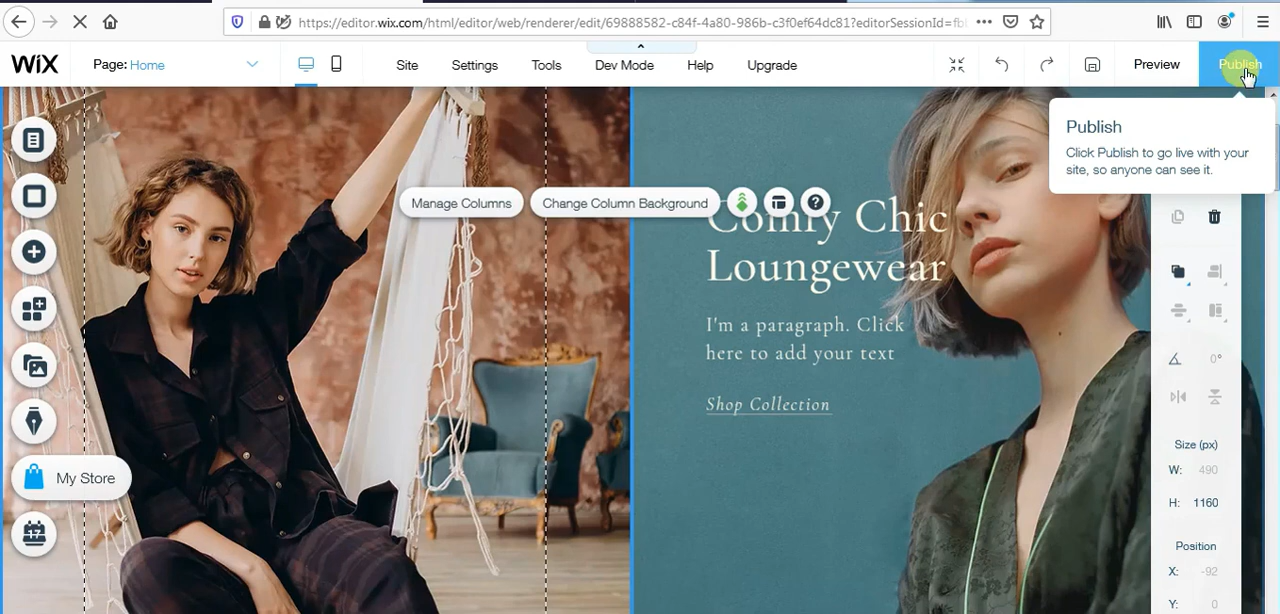 https://editor.wix.com/html/editor/web/renderer/edit/69888582-c84f-4a80-986b-c3f0ef64dc81?editorSessionId=fb
WiX Page: Home Site Settings Tools Dev Mode Help Upgrade Preview Publish
Publish
Click Publish to go live with your
site, so anyone can see it.
Manage Columns Change Column Background ?
Comfy Chic
Loungewear
I'm a paragraph. Click
here to add your text
0°
Shop Collection
Size (px)
W: 490
My Store
H: 1160
17
Position
X: -92
Y: 0